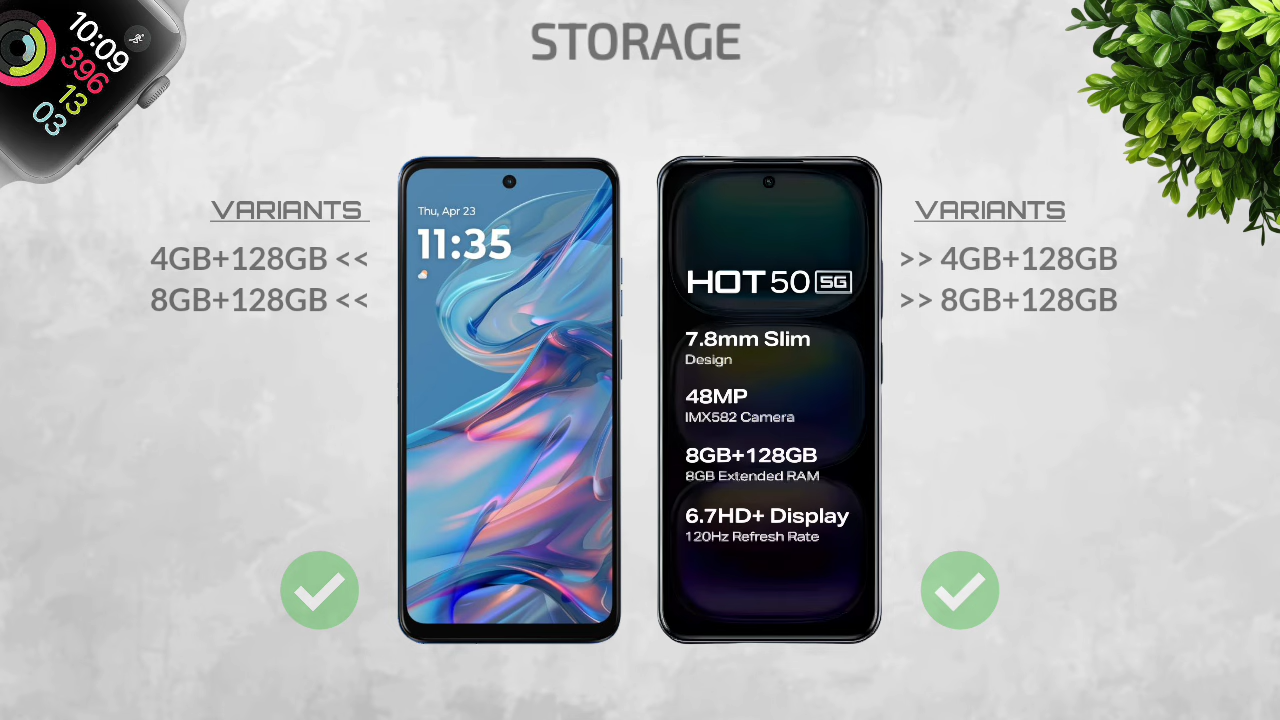 STORAGE
10:09
396
13
03
VARIANTS
4GB+128GB <<
8GB+128GB <<
Thu, Apr 23
11:35
HOT 50 5G
7.8mm Slim
Design
48MP
IMX582 Camera
8GB+128GB
8GB Extended RAM
6.7HD+ Display
120Hz Refresh Rate
VARIANTS
>> 4GB+128GB
>> 8GB+128GB